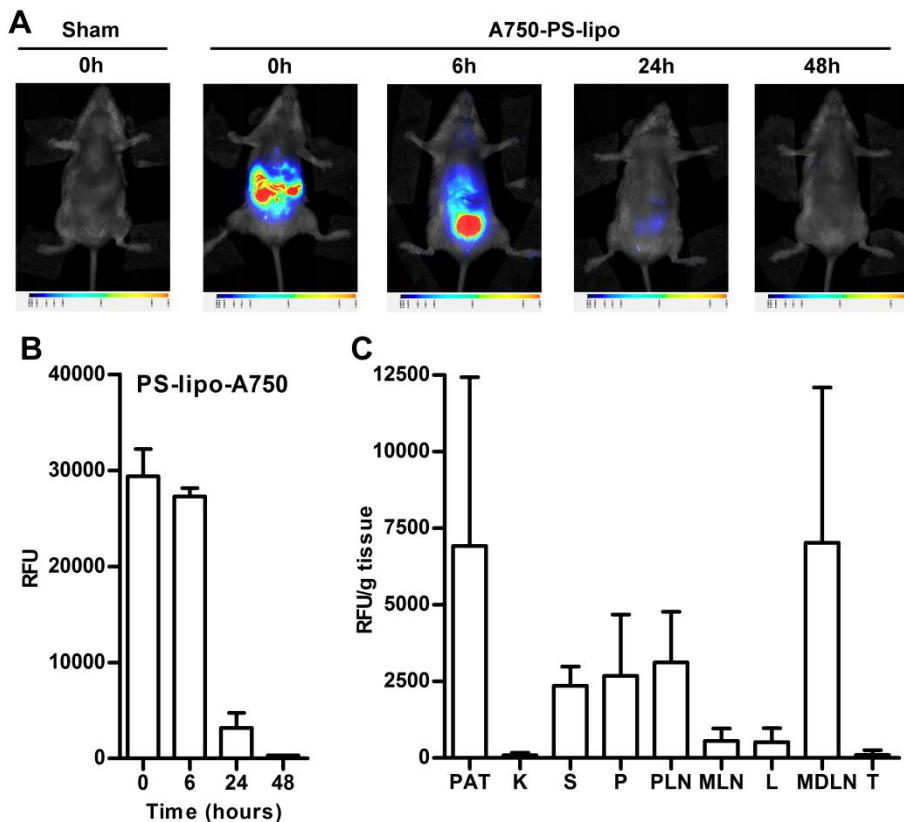 A
Sham
A750-PS-lipo
0h
0h
6h
24h
48h
B
PS-lipo-A750
40000
30000
20000
10000
0
RFU
0 6 24 48
Time (hours)
C
12500
10000
7500
5000
2500
0
RFU/g tissue
PAT K S P PLN MLN L MDLN T